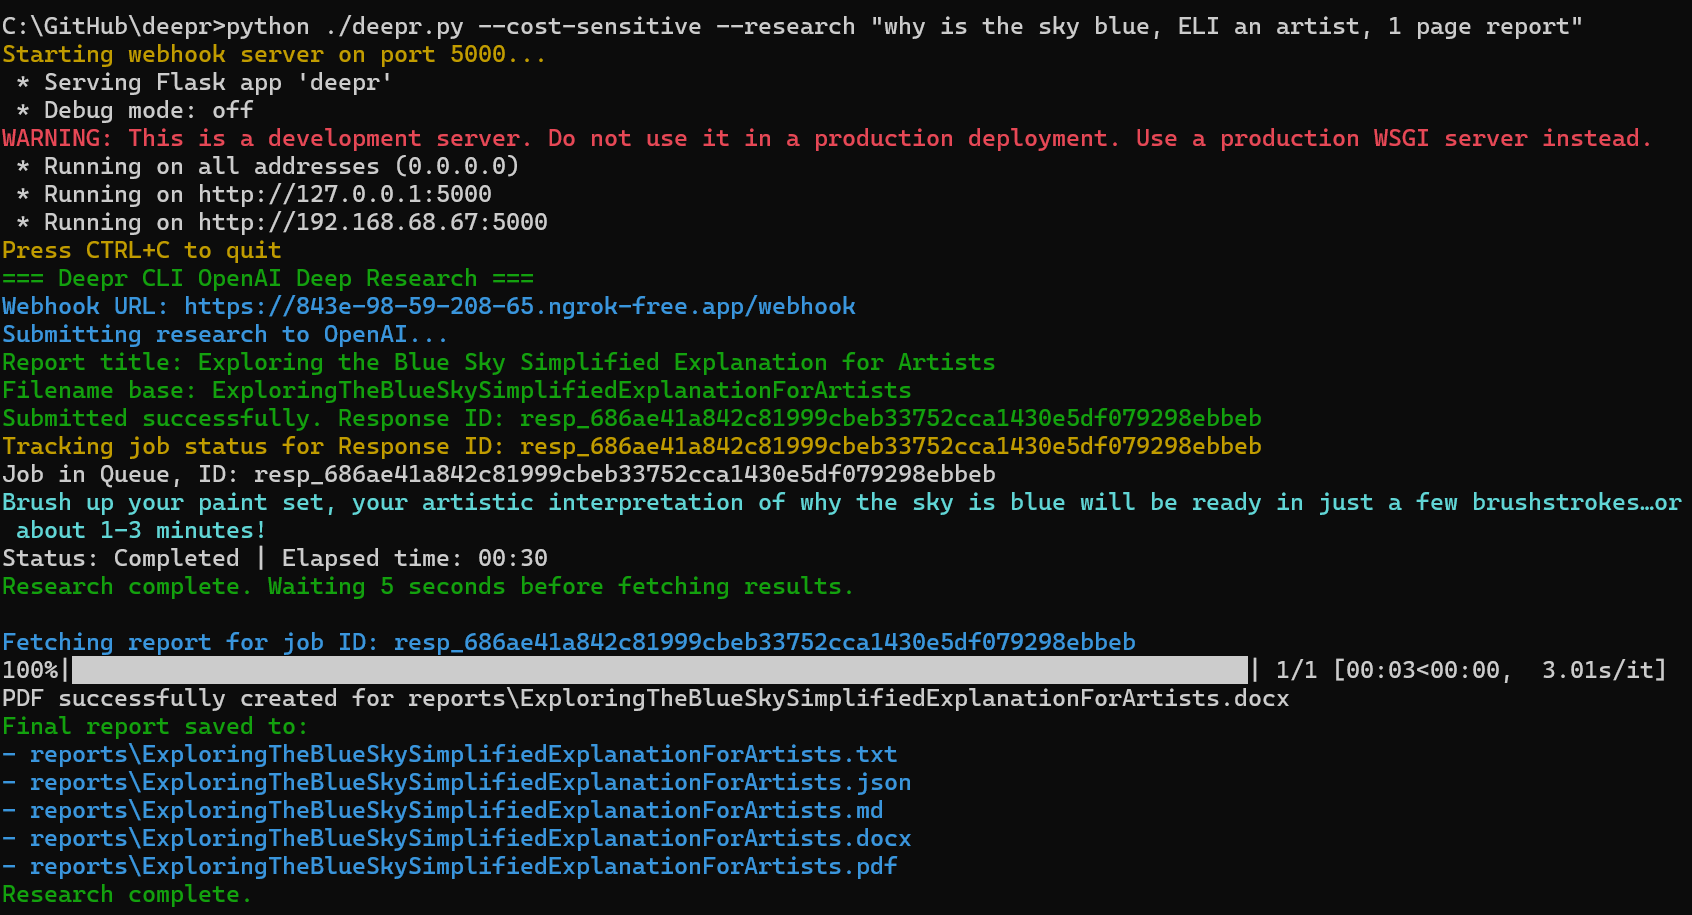 C:\GitHub\deepr>python ./deepr.py --cost-sensitive --research "why is the sky blue, ELI an artist, 1 page report"
Starting webhook server on port 5000...
 * Serving Flask app 'deepr'
 * Debug mode: off
WARNING: This is a development server. Do not use it in a production deployment. Use a production WSGI server instead.
 * Running on all addresses (0.0.0.0)
 * Running on http://127.0.0.1:5000
 * Running on http://192.168.68.67:5000
Press CTRL+C to quit
=== Deepr CLI OpenAI Deep Research ===
Webhook URL: https://843e-98-59-208-65.ngrok-free.app/webhook
Submitting research to OpenAI...
Report title: Exploring the Blue Sky Simplified Explanation for Artists
Filename base: ExploringTheBlueSkySimplifiedExplanationForArtists
Submitted successfully. Response ID: resp_686ae41a842c81999cbeb33752cca1430e5df079298ebbeb
Tracking job status for Response ID: resp_686ae41a842c81999cbeb33752cca1430e5df079298ebbeb
Job in Queue, ID: resp_686ae41a842c81999cbeb33752cca1430e5df079298ebbeb
Brush up your paint set, your artistic interpretation of why the sky is blue will be ready in just a few brushstrokes…or
 about 1-3 minutes!
Status: Completed | Elapsed time: 00:30
Research complete. Waiting 5 seconds before fetching results.
Fetching report for job ID: resp_686ae41a842c81999cbeb33752cca1430e5df079298ebbeb
100%| | 1/1 [00:03<00:00,  3.01s/it]
PDF successfully created for reports\ExploringTheBlueSkySimplifiedExplanationForArtists.docx
Final report saved to:
- reports\ExploringTheBlueSkySimplifiedExplanationForArtists.txt
- reports\ExploringTheBlueSkySimplifiedExplanationForArtists.json
- reports\ExploringTheBlueSkySimplifiedExplanationForArtists.md
- reports\ExploringTheBlueSkySimplifiedExplanationForArtists.docx
- reports\ExploringTheBlueSkySimplifiedExplanationForArtists.pdf
Research complete.